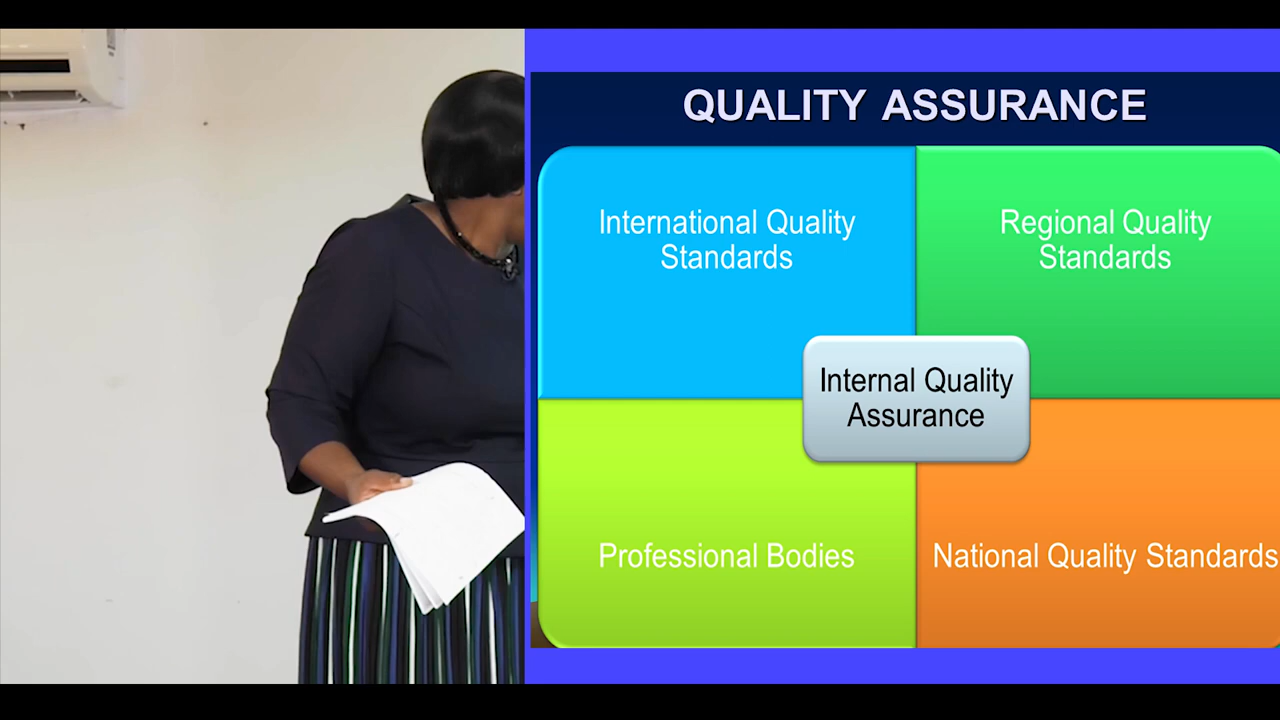 QUALITY ASSURANCE
International Quality
Standards
Regional Quality
Standards
Internal Quality
Assurance
Professional Bodies
National Quality Standards